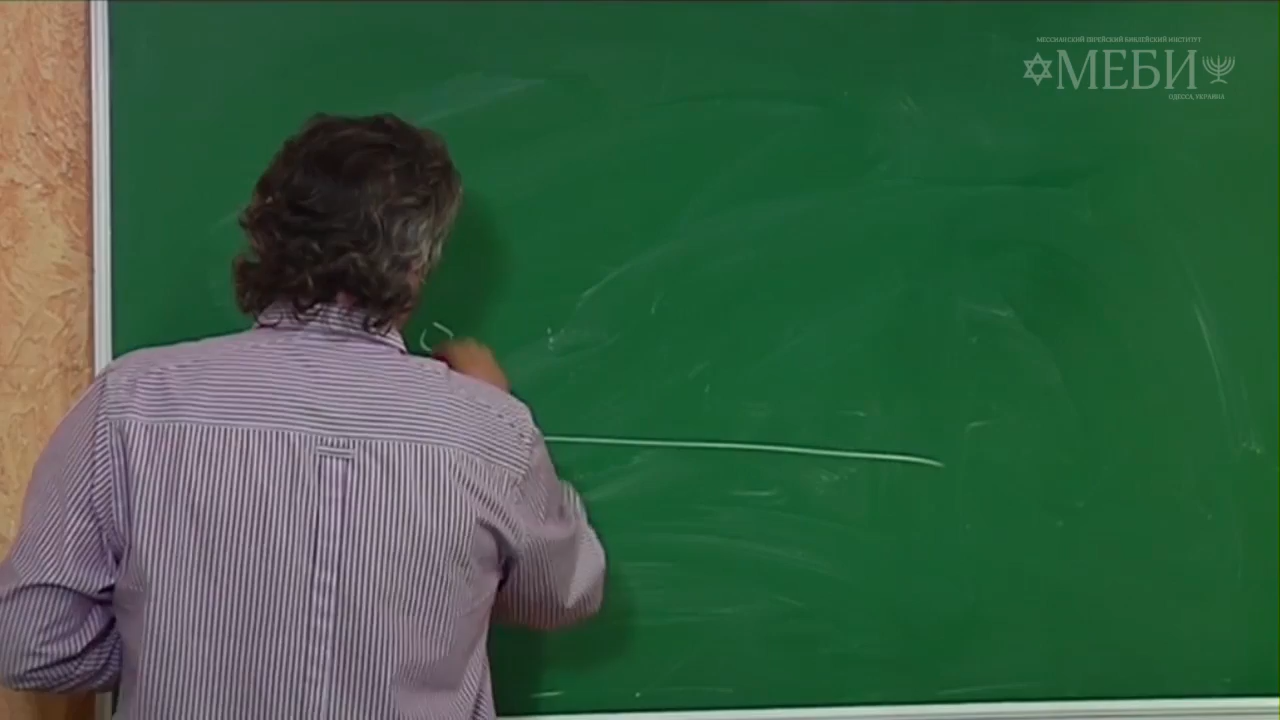 МЕССИАНСКИЙ ЕВРЕЙСКИЙ БИБЛЕЙСКИЙ ИНСТИТУТ
МЕБИ
ОДЕССА, УКРАИНА